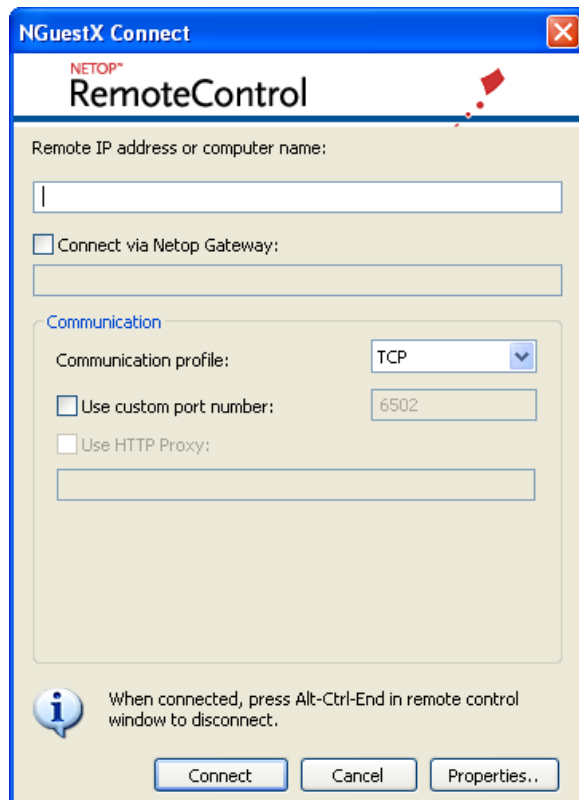 NGuestX Connect
NETOP™
RemoteControl
Remote IP address or computer name:
Connect via Netop Gateway:
Communication
Communication profile:
TCP
Use custom port number:
6502
Use HTTP Proxy:
When connected, press Alt-Ctrl-End in remote control
window to disconnect.
Connect
Cancel
Properties..